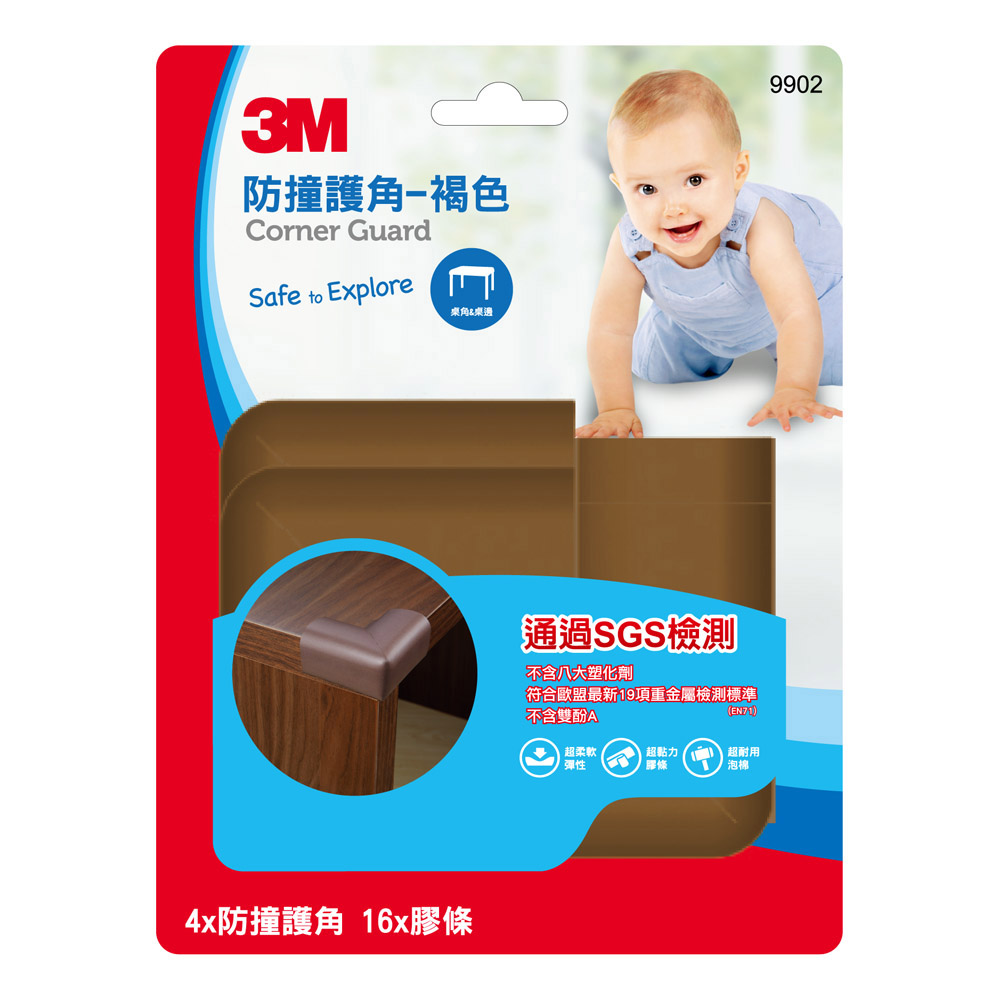 9902
3M
防撞護角-褐色
Corner Guard
Safe to Explore
桌角&桌邊
通過SGS檢測
不含八大塑化劑
符合歐盟最新19項重金屬檢測標準
(EN71)
不含雙酚A
超柔軟
彈性
超黏力
膠條
超耐用
泡棉
4x防撞護角 16x膠條